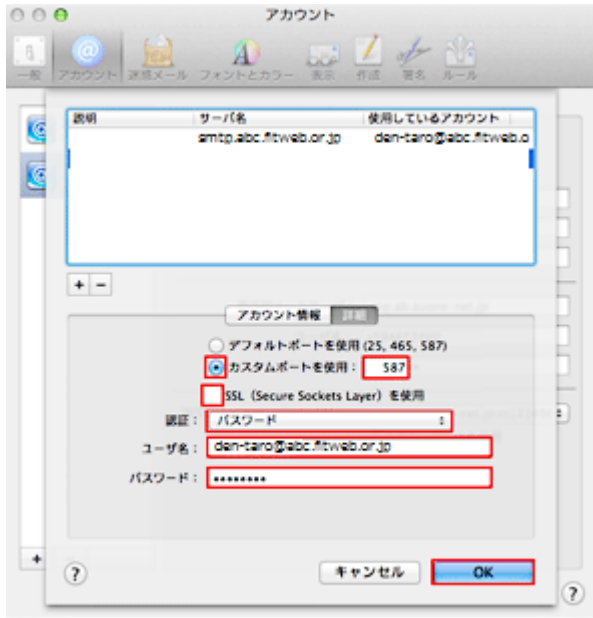 アカウント
一般 アカウント 迷惑メール フォントとカラー 表示 作成 署名 ルール
説明 サーバ名 使用しているアカウント
smtp.abc.fitweb.or.jp den-taro@abc.fitweb.o
+ −
アカウント情報 詳細
デフォルトポートを使用 (25, 465, 587)
カスタムポートを使用： 587
SSL（Secure Sockets Layer）を使用
認証： パスワード
ユーザ名： den-taro@abc.fitweb.or.jp
パスワード： ••••••••
+
? キャンセル OK
?